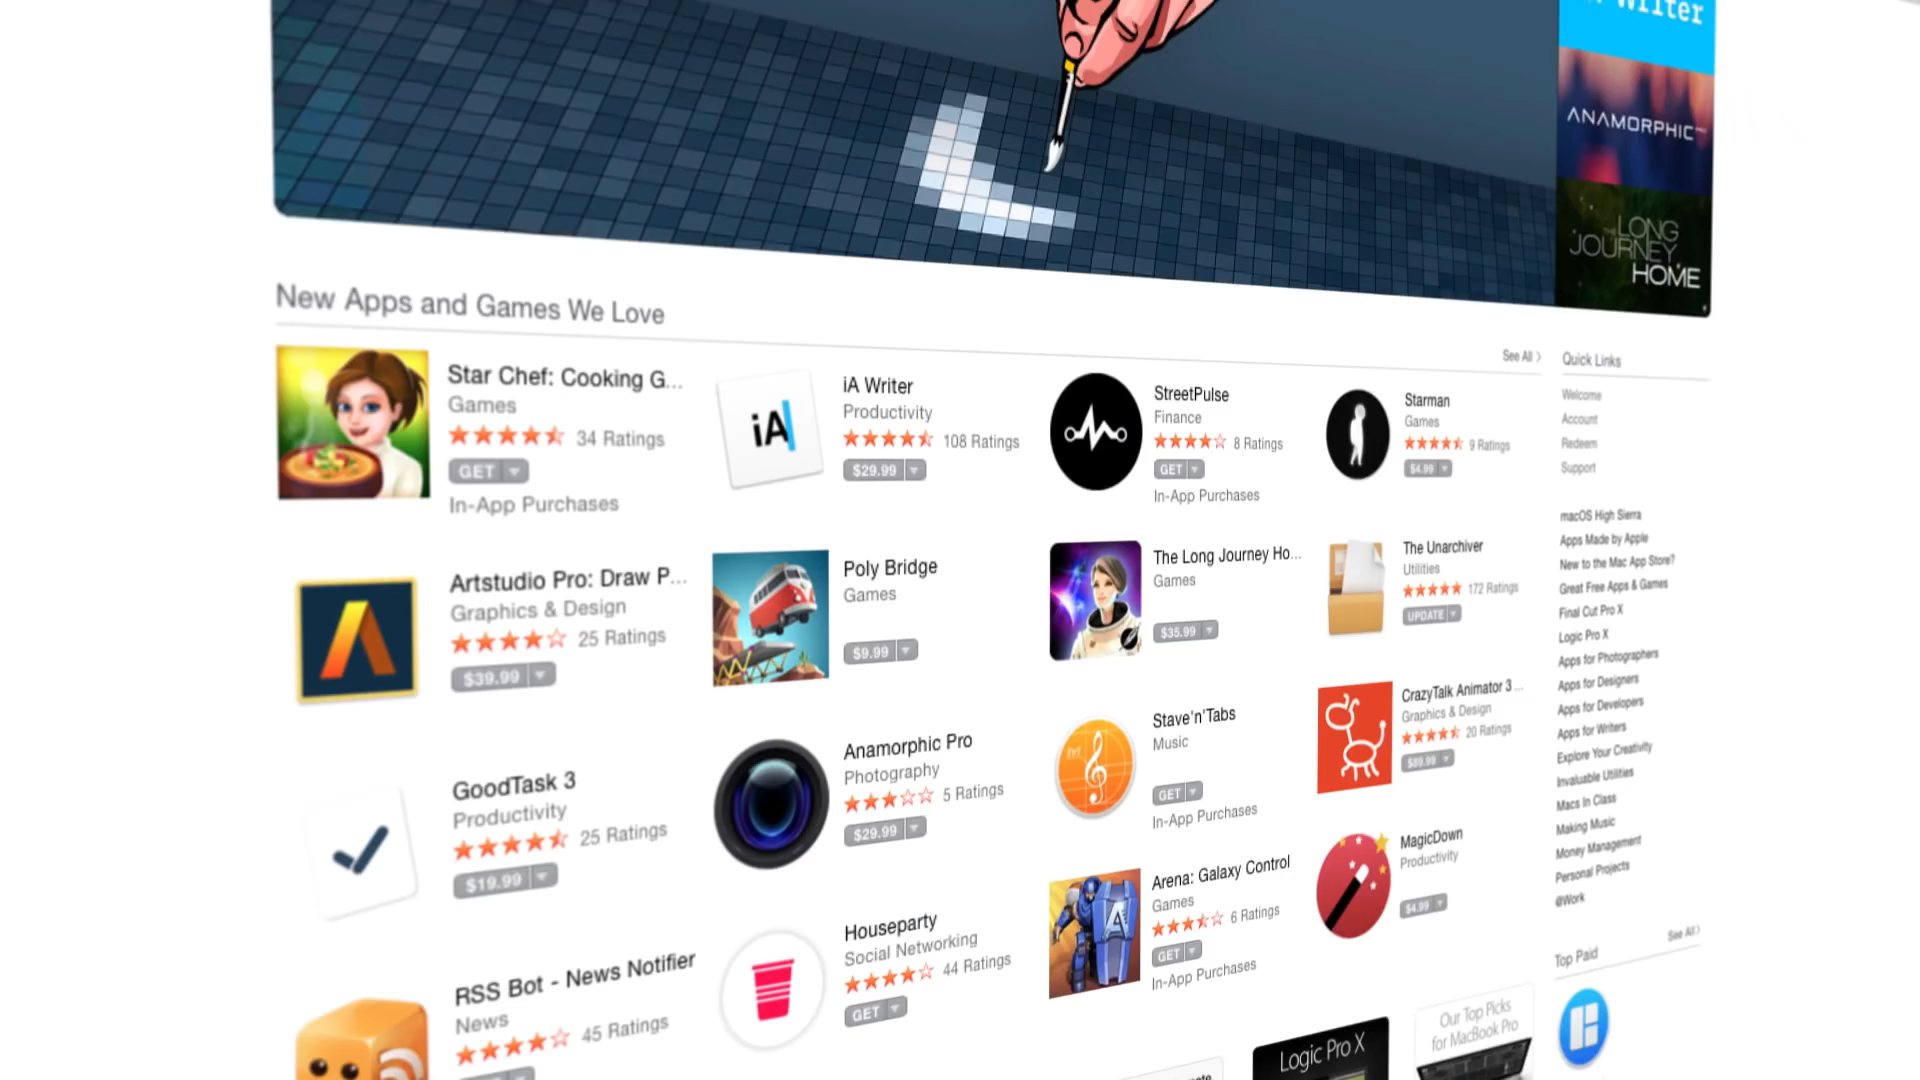 Writer
ANAMORPHIC
THE LONG
JOURNEY
HOME
New Apps and Games We Love
See All >
Star Chef: Cooking G...
Games
34 Ratings
GET
In-App Purchases
iA Writer
Productivity
108 Ratings
$29.99
iA
StreetPulse
Finance
8 Ratings
GET
In-App Purchases
Starman
Games
9 Ratings
$4.99
Artstudio Pro: Draw P...
Graphics & Design
25 Ratings
$39.99
Poly Bridge
Games
$9.99
The Long Journey Ho...
Games
$35.99
The Unarchiver
Utilities
172 Ratings
UPDATE
GoodTask 3
Productivity
25 Ratings
$19.99
Anamorphic Pro
Photography
5 Ratings
$29.99
Stave'n'Tabs
Music
GET
In-App Purchases
CrazyTalk Animator 3...
Graphics & Design
20 Ratings
$89.99
RSS Bot - News Notifier
News
45 Ratings
Houseparty
Social Networking
44 Ratings
GET
Arena: Galaxy Control
Games
6 Ratings
GET
In-App Purchases
A
MagicDown
Productivity
$4.99
Quick Links
Welcome
Account
Redeem
Support
macOS High Sierra
Apps Made by Apple
New to the Mac App Store?
Great Free Apps & Games
Final Cut Pro X
Logic Pro X
Apps for Photographers
Apps for Designers
Apps for Developers
Apps for Writers
Explore Your Creativity
Invaluable Utilities
Macs In Class
Making Music
Money Management
Personal Projects
@Work
Top Paid
See All >
Logic Pro X
Our Top Picks
for MacBook Pro